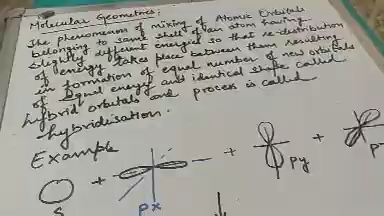 Molecular Geometries:
The phenomenon of mixing of Atomic Orbitals
belonging to same shell of an atom having
slightly different energies so that re-distribution
of energy takes place between them resulting
in formation of equal number of new orbitals
of equal energy and identical shape called
hybrid orbitals and process is called
hybridisation.
Example
S + px + py +